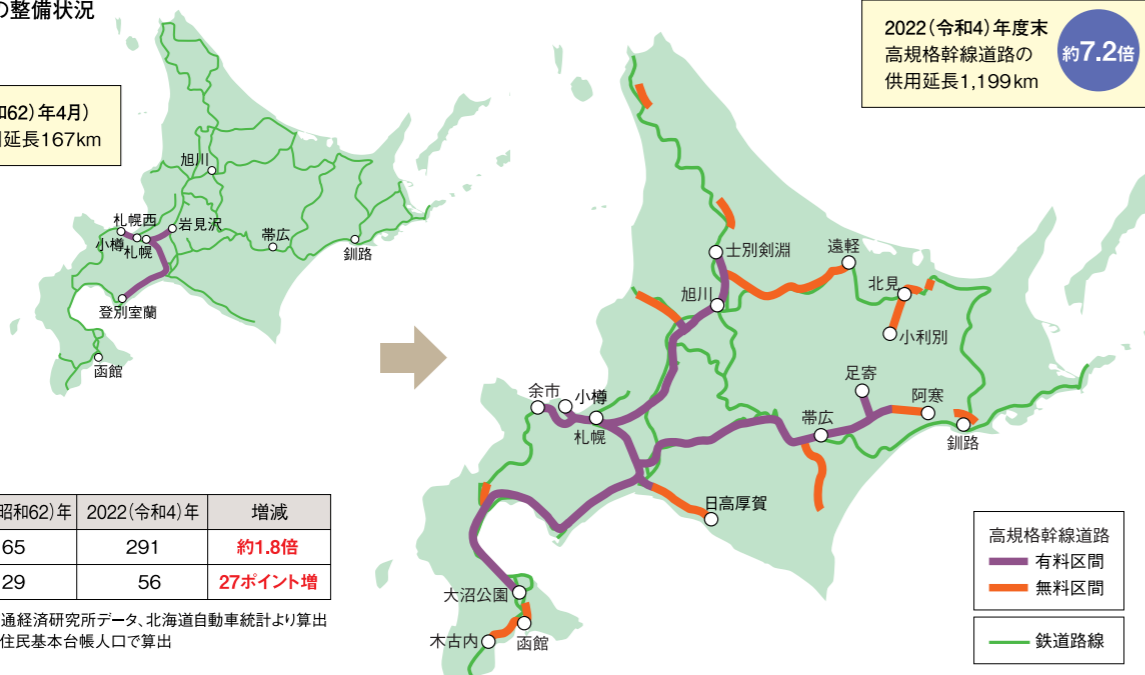 の整備状況
和62)年4月)
用延長167km
旭川
札幌西
岩見沢
小樽
札幌
帯広
釧路
登別室蘭
函館
2022(令和4)年度末
高規格幹線道路の
供用延長1,199km
約7.2倍
士別剣淵
遠軽
旭川
北見
小利別
足寄
阿寒
余市
小樽
札幌
帯広
釧路
日高厚賀
大沼公園
木古内
函館
昭和62)年 2022(令和4)年 増減
65 291 約1.8倍
29 56 27ポイント増
通経済研究所データ、北海道自動車統計より算出
住民基本台帳人口で算出
高規格幹線道路
有料区間
無料区間
鉄道路線